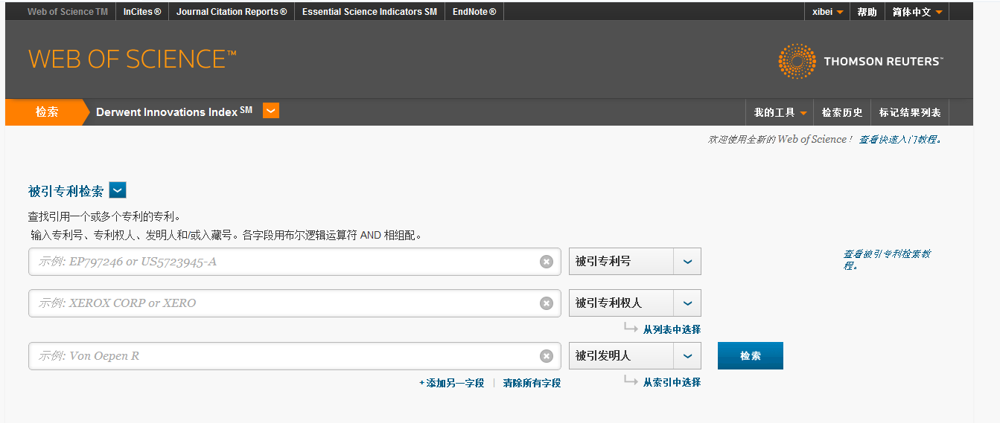 Web of Science TM InCites® Journal Citation Reports® Essential Science Indicators SM EndNote® xibei 帮助 简体中文
WEB OF SCIENCE™
THOMSON REUTERS™
检索 Derwent Innovations Index SM 我的工具 检索历史 标记结果列表
欢迎使用全新的 Web of Science！ 查看快速入门教程。
被引专利检索
查找引用一个或多个专利的专利。
输入专利号、专利权人、发明人和/或入藏号。各字段用布尔逻辑运算符 AND 相组配。
示例: EP797246 or US5723945-A 被引专利号 查看被引专利检索教
程。
示例: XEROX CORP or XERO 被引专利权人
从列表中选择
示例: Von Oepen R 被引发明人 检索
+添加另一字段 | 清除所有字段 从索引中选择